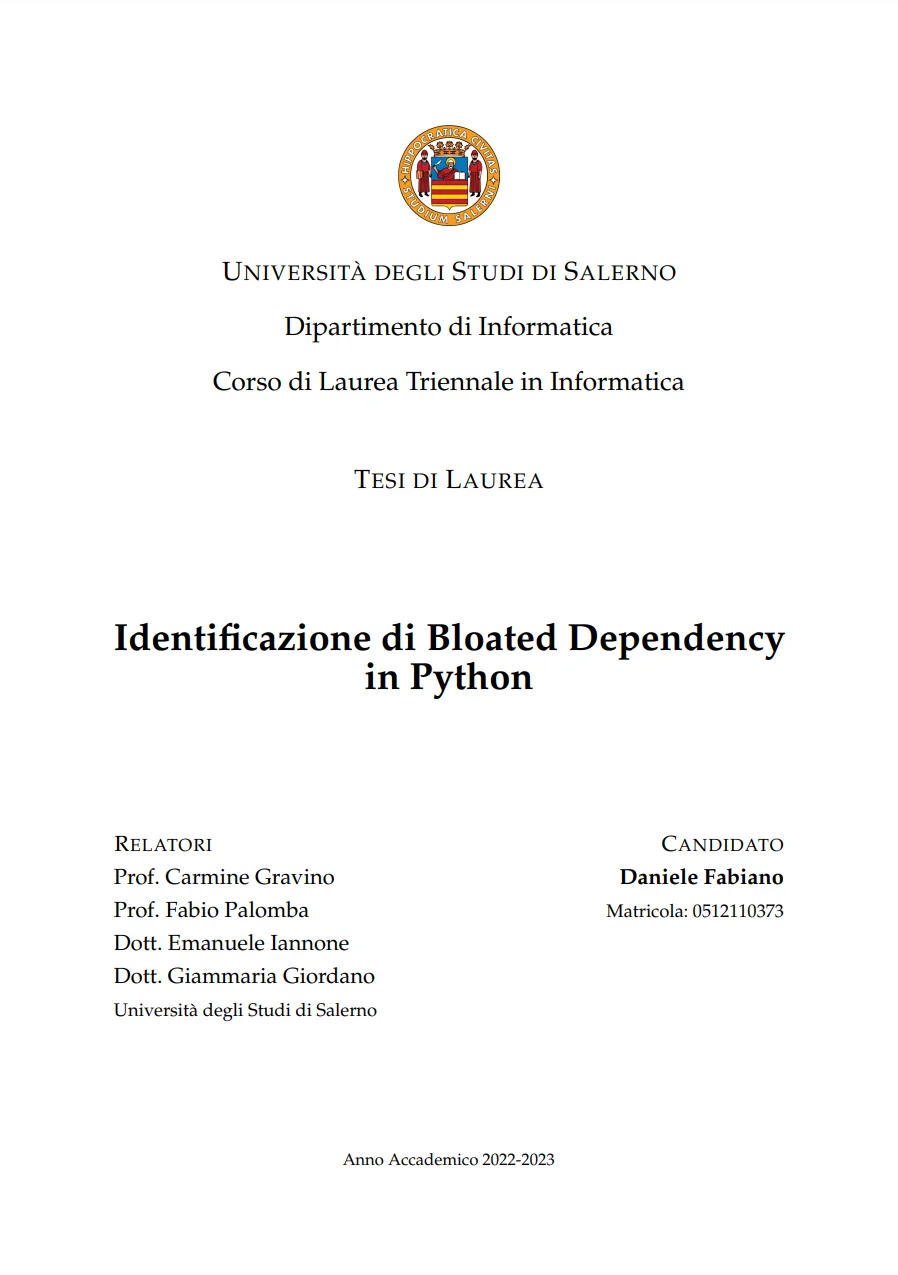 HIPPOCRATICA CIVITAS
STUDIUM SALERNI
UNIVERSITÀ DEGLI STUDI DI SALERNO
Dipartimento di Informatica
Corso di Laurea Triennale in Informatica
TESI DI LAUREA
Identificazione di Bloated Dependency
in Python
RELATORI
Prof. Carmine Gravino
Prof. Fabio Palomba
Dott. Emanuele Iannone
Dott. Giammaria Giordano
Università degli Studi di Salerno
CANDIDATO
Daniele Fabiano
Matricola: 0512110373
Anno Accademico 2022-2023